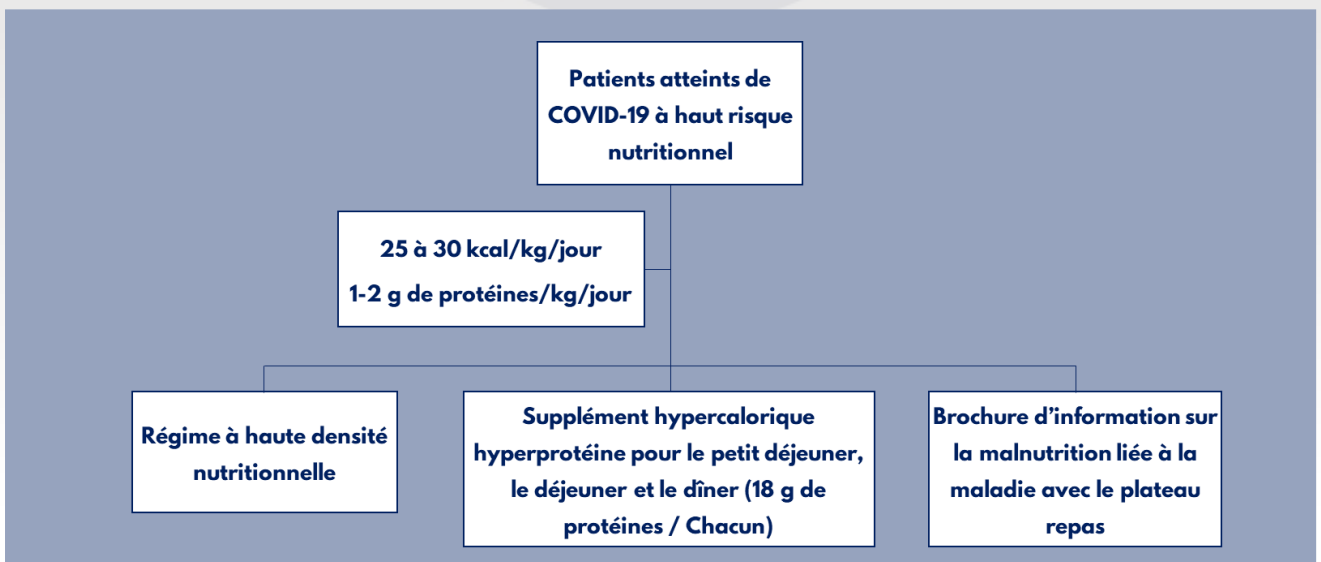 Patients atteints de
COVID-19 à haut risque
nutritionnel
25 à 30 kcal/kg/jour
1-2 g de protéines/kg/jour
Régime à haute densité
nutritionnelle
Supplément hypercalorique
hyperprotéine pour le petit déjeuner,
le déjeuner et le dîner (18 g de
protéines / Chacun)
Brochure d’information sur
la malnutrition liée à la
maladie avec le plateau
repas